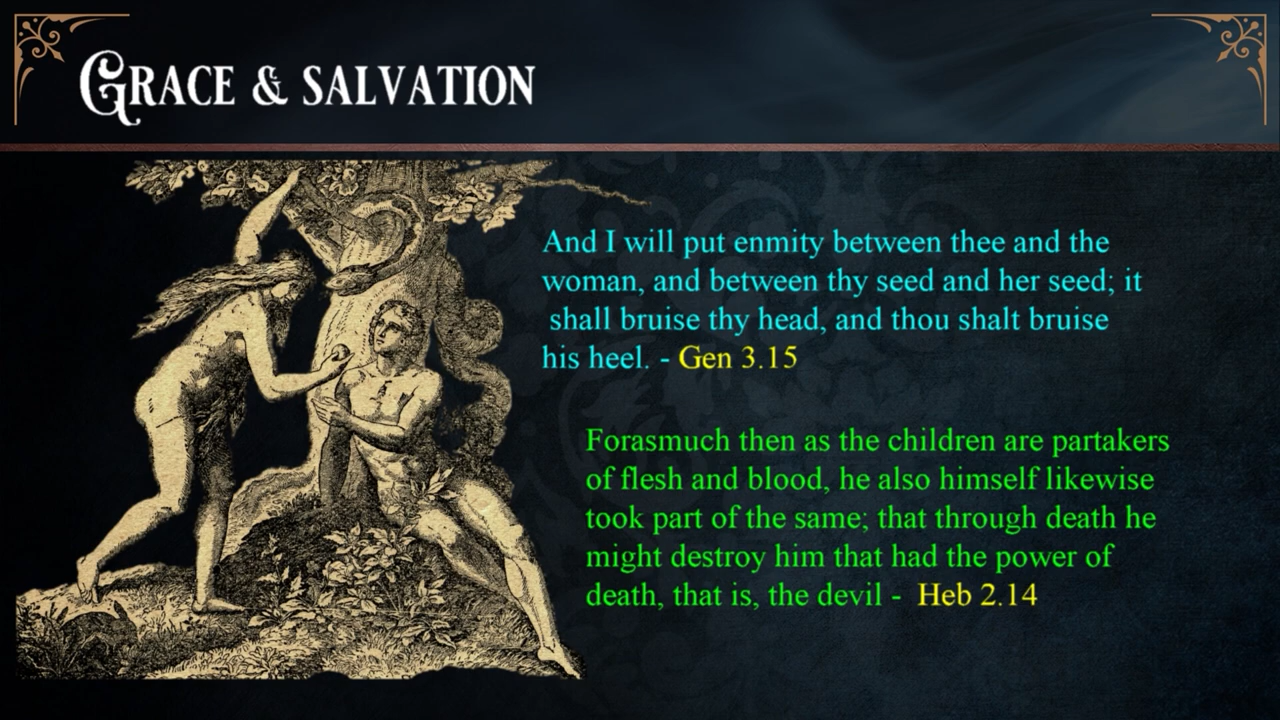 GRACE & SALVATION
And I will put enmity between thee and the
woman, and between thy seed and her seed; it
shall bruise thy head, and thou shalt bruise
his heel. - Gen 3.15
Forasmuch then as the children are partakers
of flesh and blood, he also himself likewise
took part of the same; that through death he
might destroy him that had the power of
death, that is, the devil - Heb 2.14